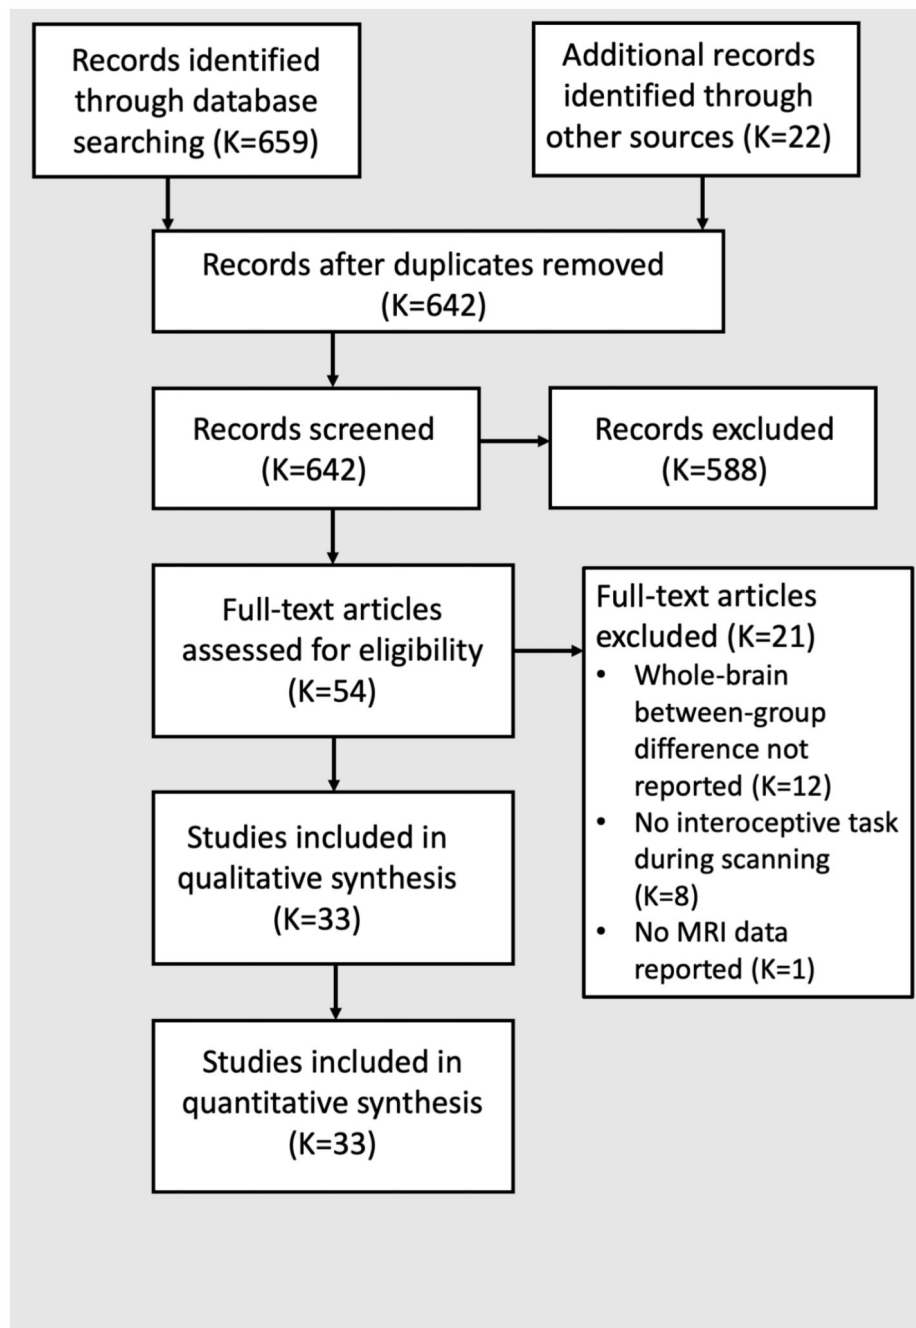 Records identified
through database
searching (K=659)
Additional records
identified through
other sources (K=22)
Records after duplicates removed
(K=642)
Records screened
(K=642)
Records excluded
(K=588)
Full-text articles
assessed for eligibility
(K=54)
Full-text articles
excluded (K=21)
• Whole-brain
between-group
difference not
reported (K=12)
• No interoceptive task
during scanning
(K=8)
• No MRI data
reported (K=1)
Studies included in
qualitative synthesis
(K=33)
Studies included in
quantitative synthesis
(K=33)